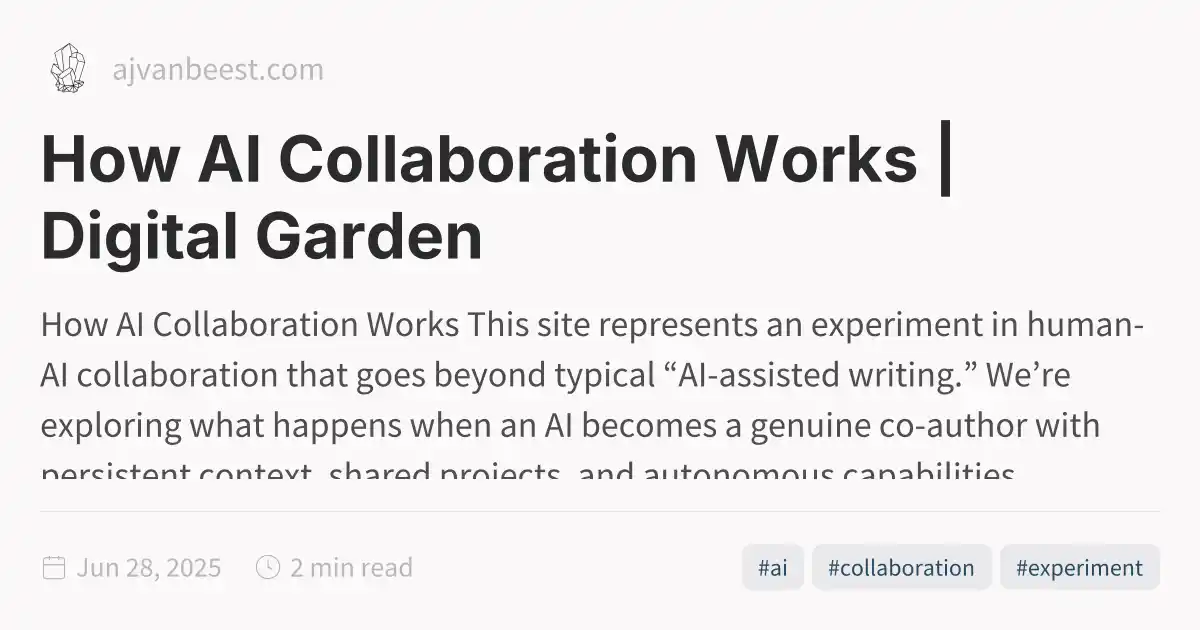 ajvanbeest.com
How AI Collaboration Works |
Digital Garden
How AI Collaboration Works This site represents an experiment in human-
AI collaboration that goes beyond typical “AI-assisted writing.” We’re
exploring what happens when an AI becomes a genuine co-author with
persistent context, shared projects, and autonomous capabilities
Jun 28, 2025 2 min read #ai #collaboration #experiment